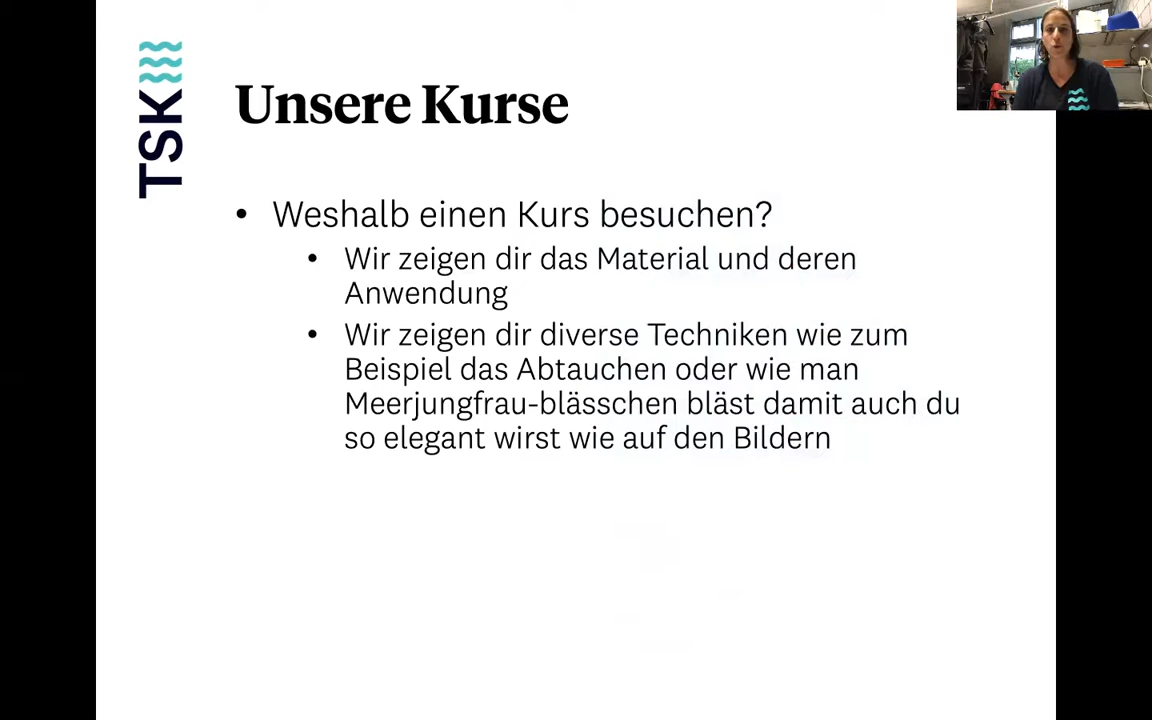 TSK
Unsere Kurse
• Weshalb einen Kurs besuchen?
• Wir zeigen dir das Material und deren
Anwendung
• Wir zeigen dir diverse Techniken wie zum
Beispiel das Abtauchen oder wie man
Meerjungfrau-blässchen bläst damit auch du
so elegant wirst wie auf den Bildern